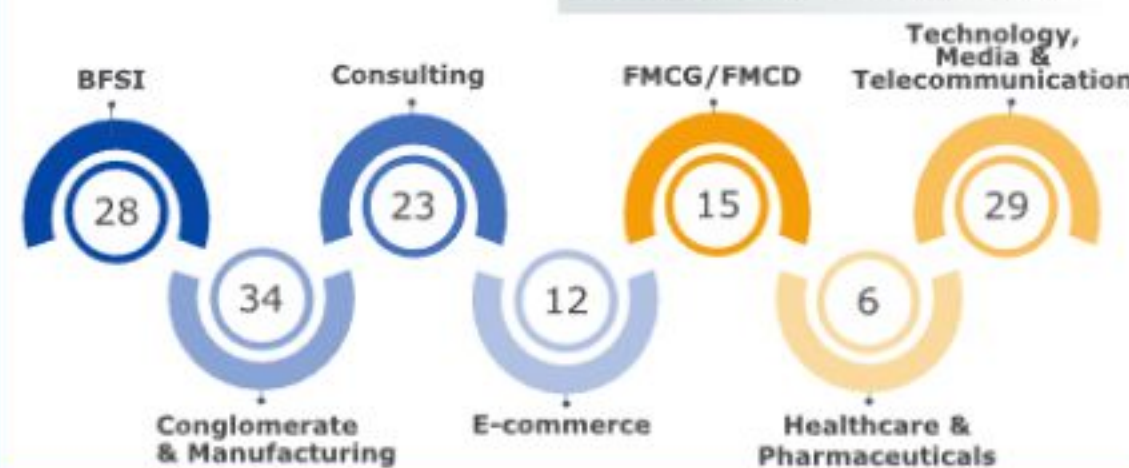 BFSI
28
Conglomerate
& Manufacturing
34
Consulting
23
E-commerce
12
FMCG/FMCD
15
Healthcare &
Pharmaceuticals
6
Technology,
Media &
Telecommunication
29